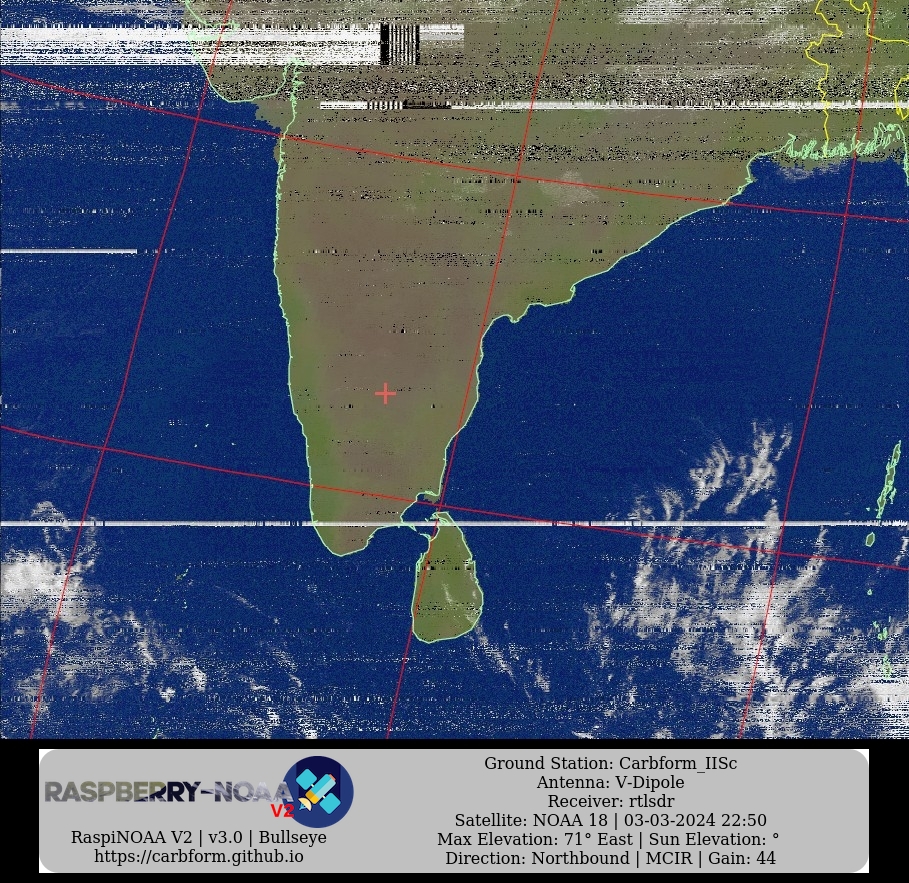 RASPBERRY-NOAA
V2
RaspiNOAA V2 | v3.0 | Bullseye
https://carbform.github.io
Ground Station: Carbform_IISc
Antenna: V-Dipole
Receiver: rtlsdr
Satellite: NOAA 18 | 03-03-2024 22:50
Max Elevation: 71° East | Sun Elevation: °
Direction: Northbound | MCIR | Gain: 44